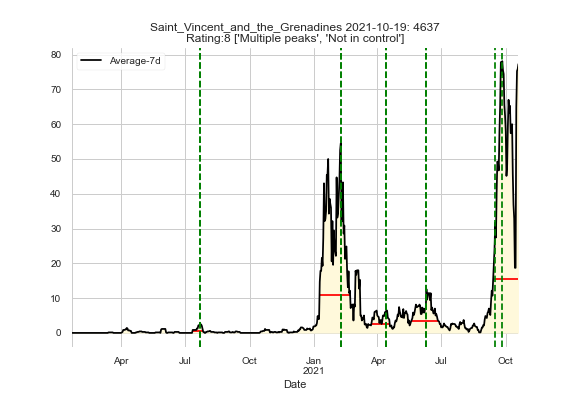 Saint_Vincent_and_the_Grenadines 2021-10-19: 4637
Rating:8 ['Multiple peaks', 'Not in control']
Average-7d
80
70
60
50
40
30
20
10
0
Apr Jul Oct Jan Apr Jul Oct
2021
Date